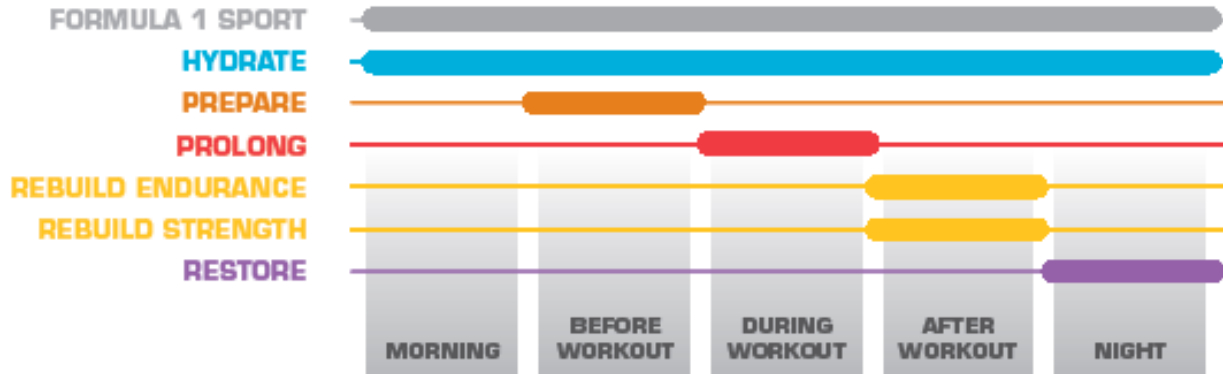 FORMULA 1 SPORT
HYDRATE
PREPARE
PROLONG
REBUILD ENDURANCE
REBUILD STRENGTH
RESTORE
MORNING
BEFORE
WORKOUT
DURING
WORKOUT
AFTER
WORKOUT
NIGHT